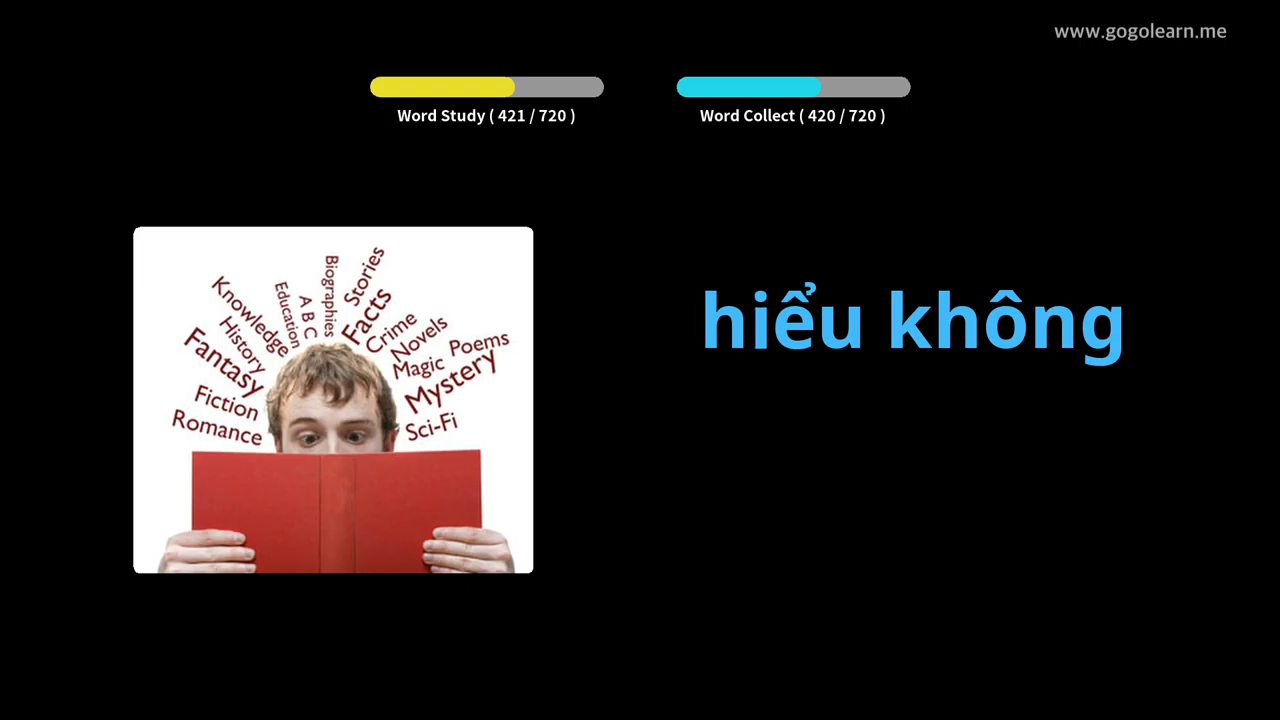 www.gogolearn.me
Word Study ( 421 / 720 )
Word Collect ( 420 / 720 )
hiểu không
Romance
Fiction
Fantasy
History
Knowledge
Education
A B C
Biographies
Stories
Facts
Crime
Novels
Magic
Poems
Mystery
Sci-Fi